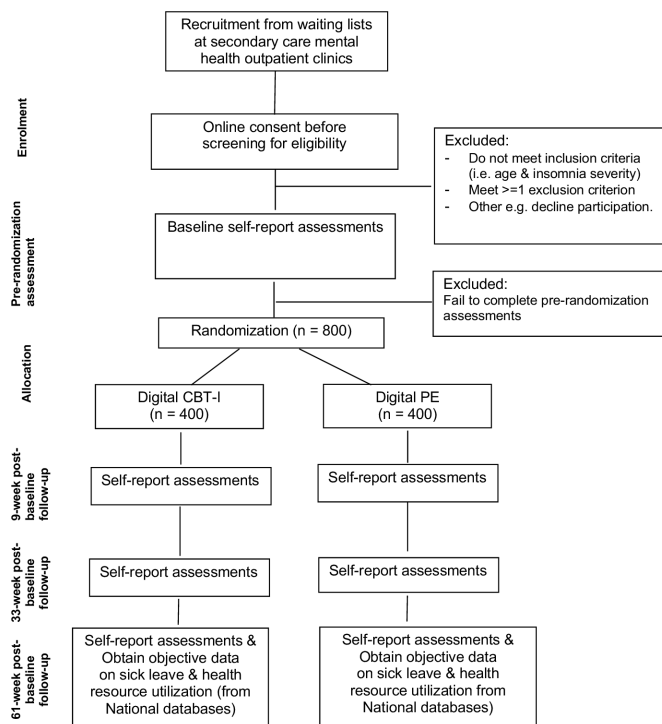 Recruitment from waiting lists
at secondary care mental
health outpatient clinics
Enrolment
Online consent before
screening for eligibility
Excluded:
- Do not meet inclusion criteria
(i.e. age & insomnia severity)
- Meet >=1 exclusion criterion
- Other e.g. decline participation.
Pre-randomization
assessment
Baseline self-report assessments
Excluded:
Fail to complete pre-randomization
assessments
Randomization (n = 800)
Allocation
Digital CBT-I
(n = 400)
Digital PE
(n = 400)
9-week post-
baseline
follow-up
Self-report assessments
Self-report assessments
33-week post-
baseline
follow-up
Self-report assessments
Self-report assessments
61-week post-
baseline
follow-up
Self-report assessments &
Obtain objective data
on sick leave & health
resource utilization (from
National databases)
Self-report assessments &
Obtain objective data
on sick leave & health
resource utilization from
National databases)